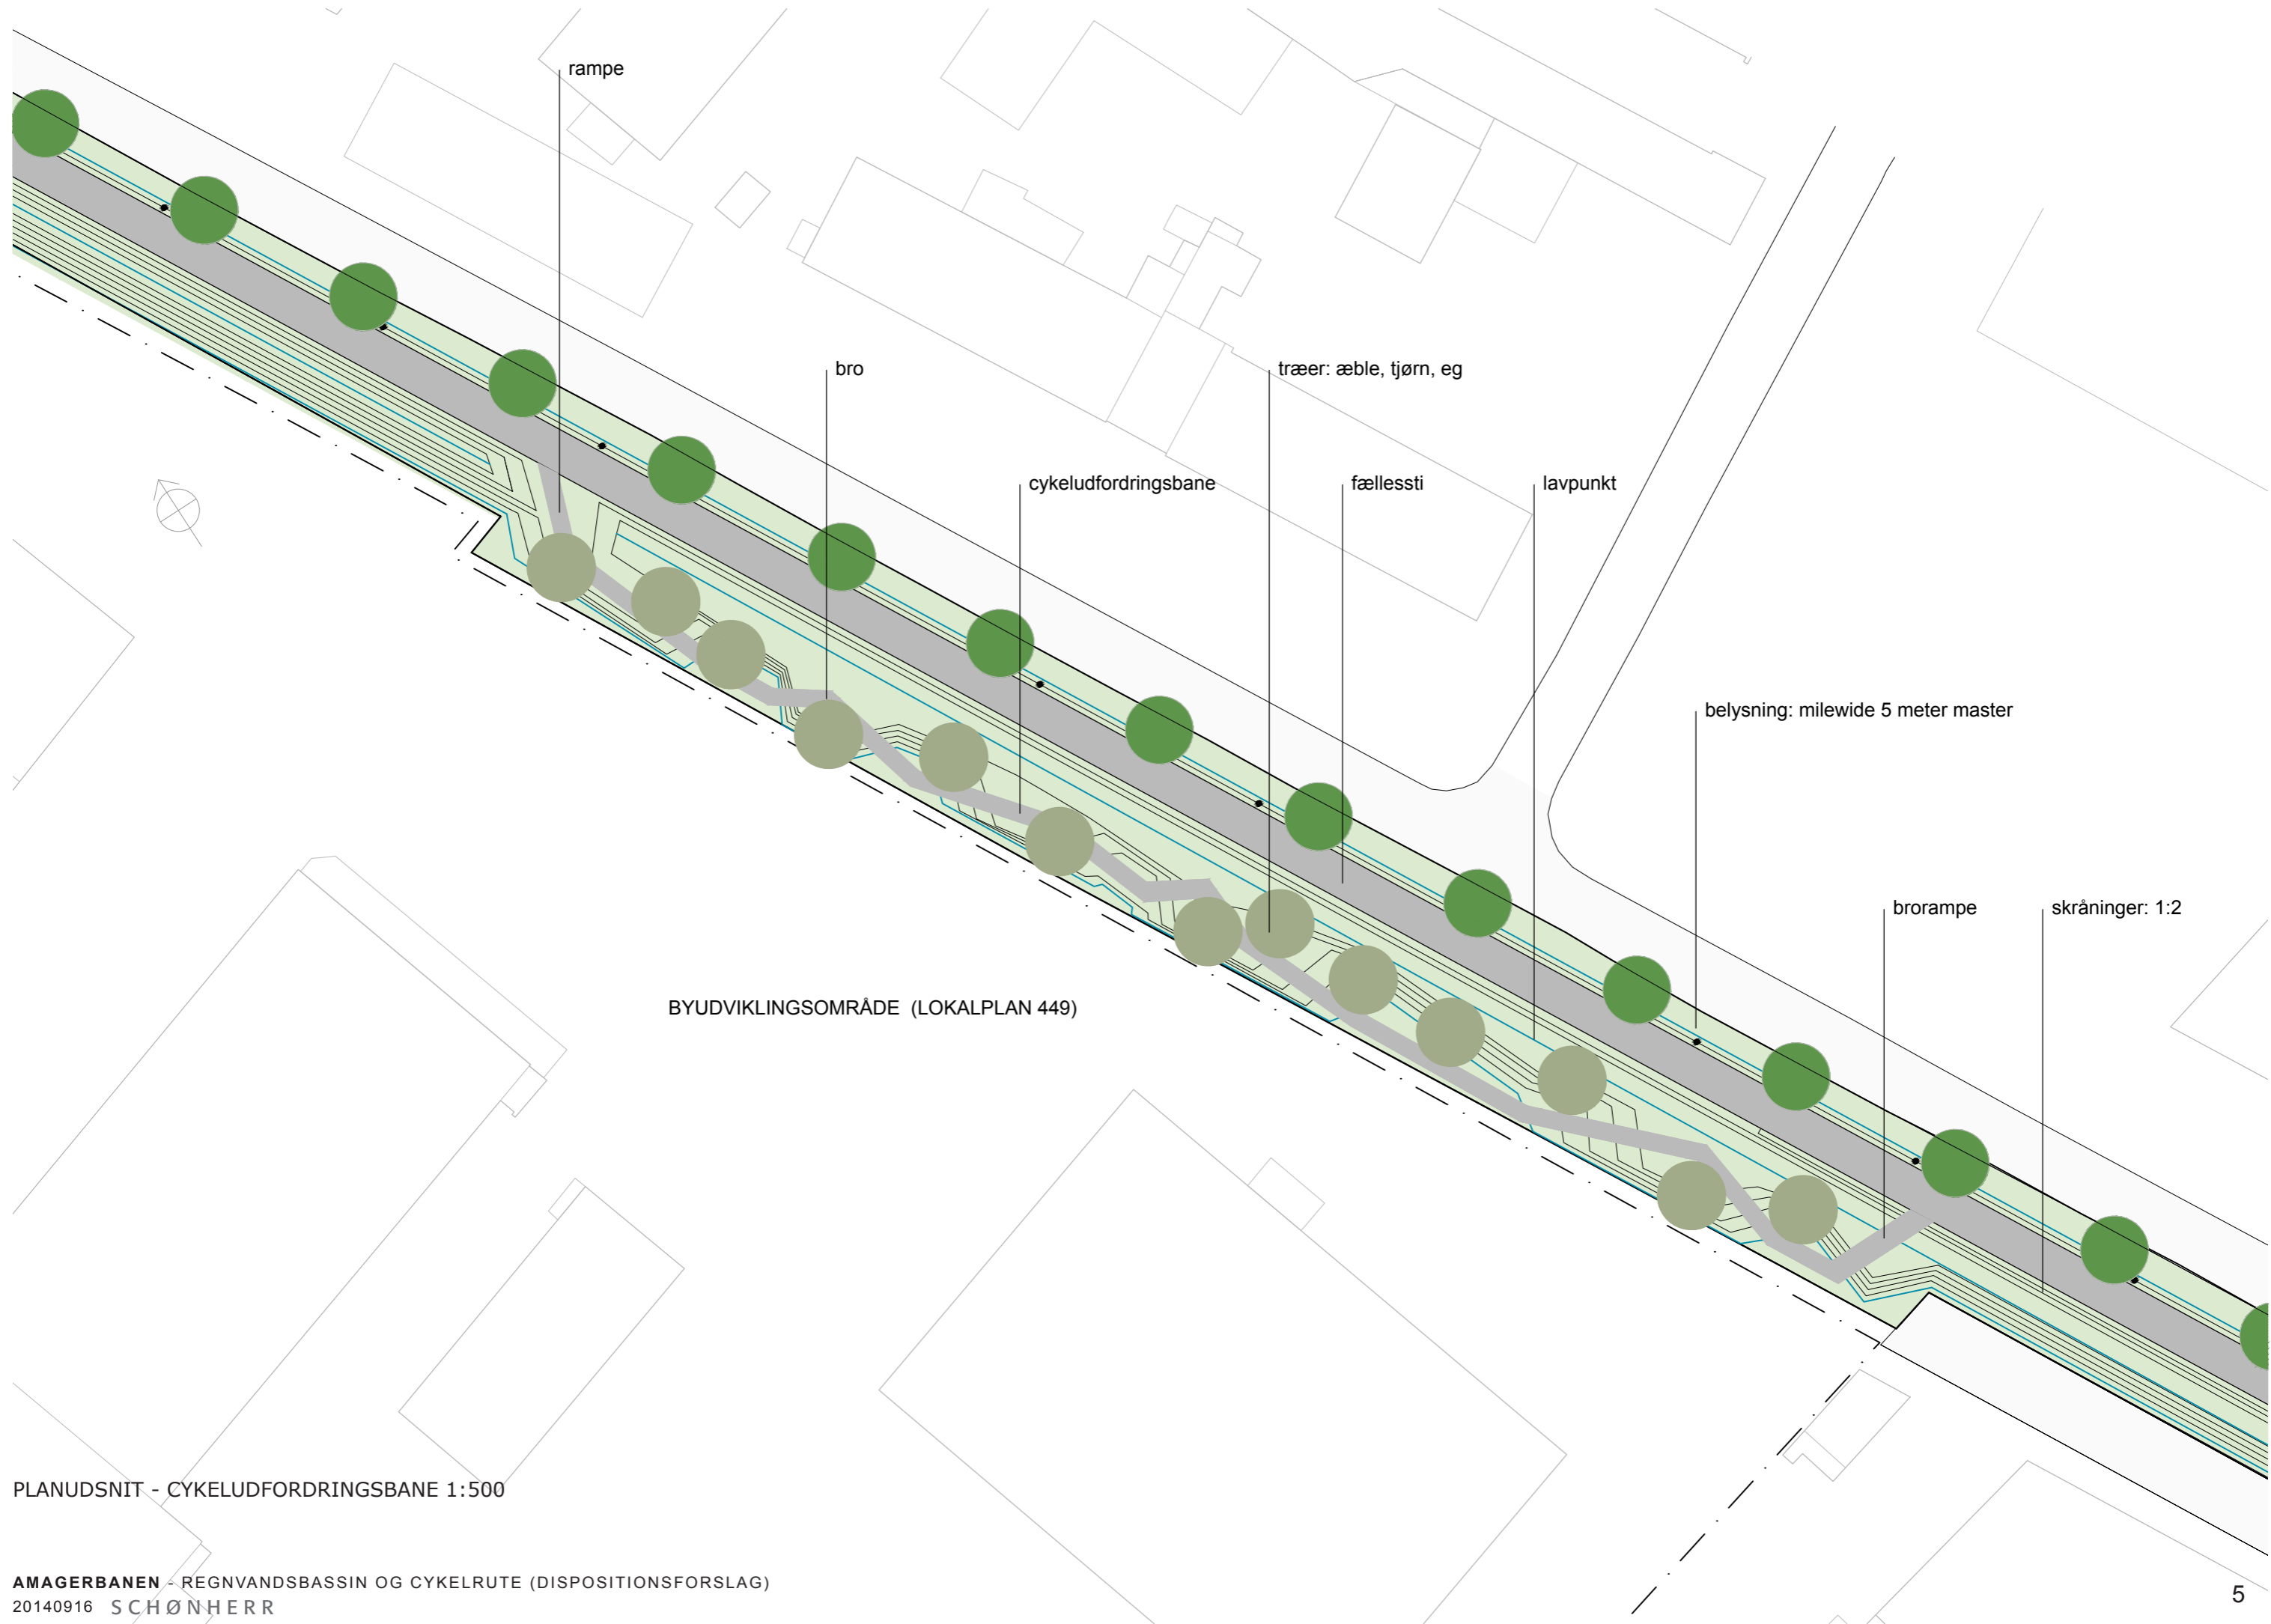 rampe
bro
træer: æble, tjørn, eg
cykeludfordringsbane
fællessti
lavpunkt
belysning: milewide 5 meter master
brorampe
skråninger: 1:2
BYUDVIKLINGSOMRÅDE (LOKALPLAN 449)
PLANUDSNIT - CYKELUDFORDRINGSBANE 1:500
AMAGERBANEN - REGNVANDSBASSIN OG CYKELRUTE (DISPOSITIONSFORSLAG)
20140916 SCHØNHERR
5